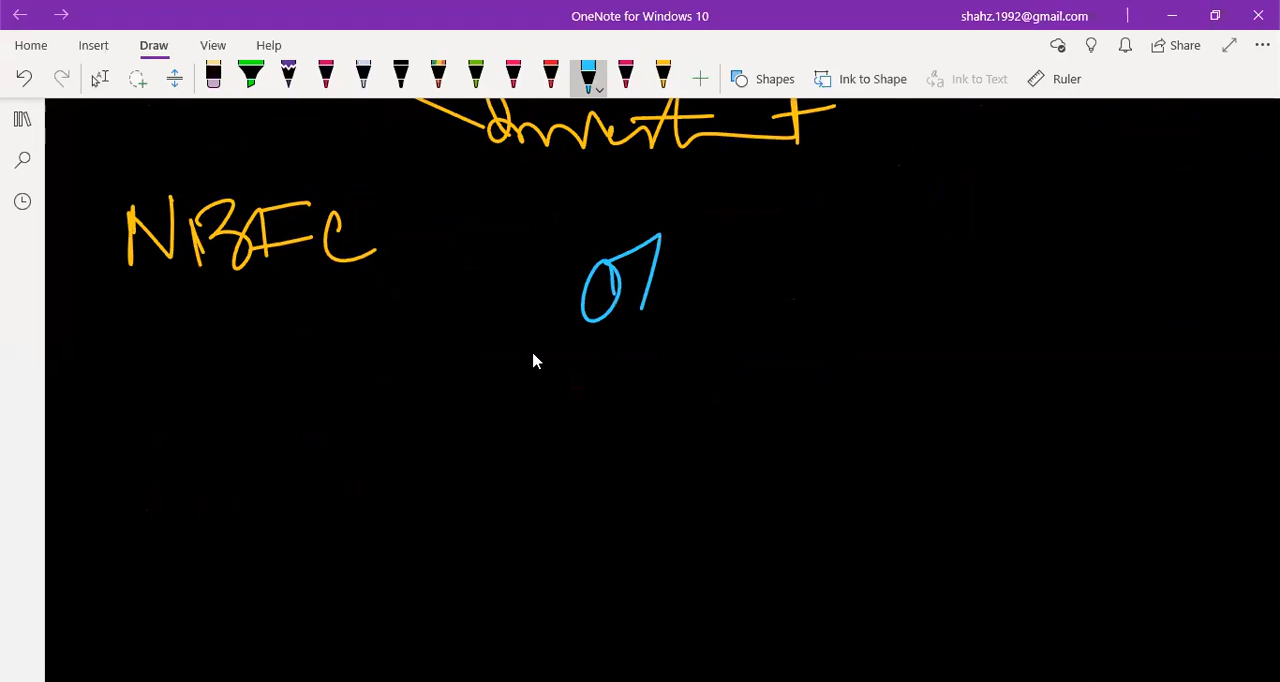 OneNote for Windows 10
shahz.1992@gmail.com
Home Insert Draw View Help
Share
Shapes Ink to Shape Ink to Text Ruler
NBFC